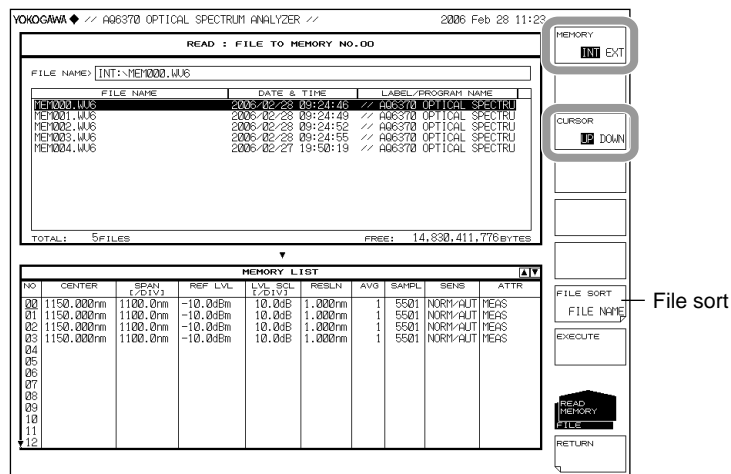 YOKOGAWA ◆ // AQ6370 OPTICAL SPECTRUM ANALYZER // 2006 Feb 28 11:23
READ : FILE TO MEMORY NO.00
FILE NAME> INT:\MEM000.WV6
FILE NAME DATE & TIME LABEL/PROGRAM NAME
MEM000.WV6 2006/02/28 09:24:46 // AQ6370 OPTICAL SPECTRU
MEM001.WV6 2006/02/28 09:24:49 // AQ6370 OPTICAL SPECTRU
MEM002.WV6 2006/02/28 09:24:52 // AQ6370 OPTICAL SPECTRU
MEM003.WV6 2006/02/28 09:24:55 // AQ6370 OPTICAL SPECTRU
MEM004.WV6 2006/02/27 19:50:19 // AQ6370 OPTICAL SPECTRU
TOTAL: 5FILES FREE: 14,830,411,776BYTES
▼
MEMORY LIST ▲▼
NO CENTER SPAN [/DIV] REF LVL LVL SCL [/DIV] RESLN AVG SAMPL SENS ATTR
00 1150.000nm 1100.0nm -10.0dBm 10.0dB 1.000nm 1 5501 NORM/AUT MEAS
01 1150.000nm 1100.0nm -10.0dBm 10.0dB 1.000nm 1 5501 NORM/AUT MEAS
02 1150.000nm 1100.0nm -10.0dBm 10.0dB 1.000nm 1 5501 NORM/AUT MEAS
03 1150.000nm 1100.0nm -10.0dBm 10.0dB 1.000nm 1 5501 NORM/AUT MEAS
04
05
06
07
08
09
10
11
▼12
MEMORY
INT EXT
CURSOR
UP DOWN
FILE SORT
FILE NAME
File sort
EXECUTE
READ
MEMORY
FILE
RETURN